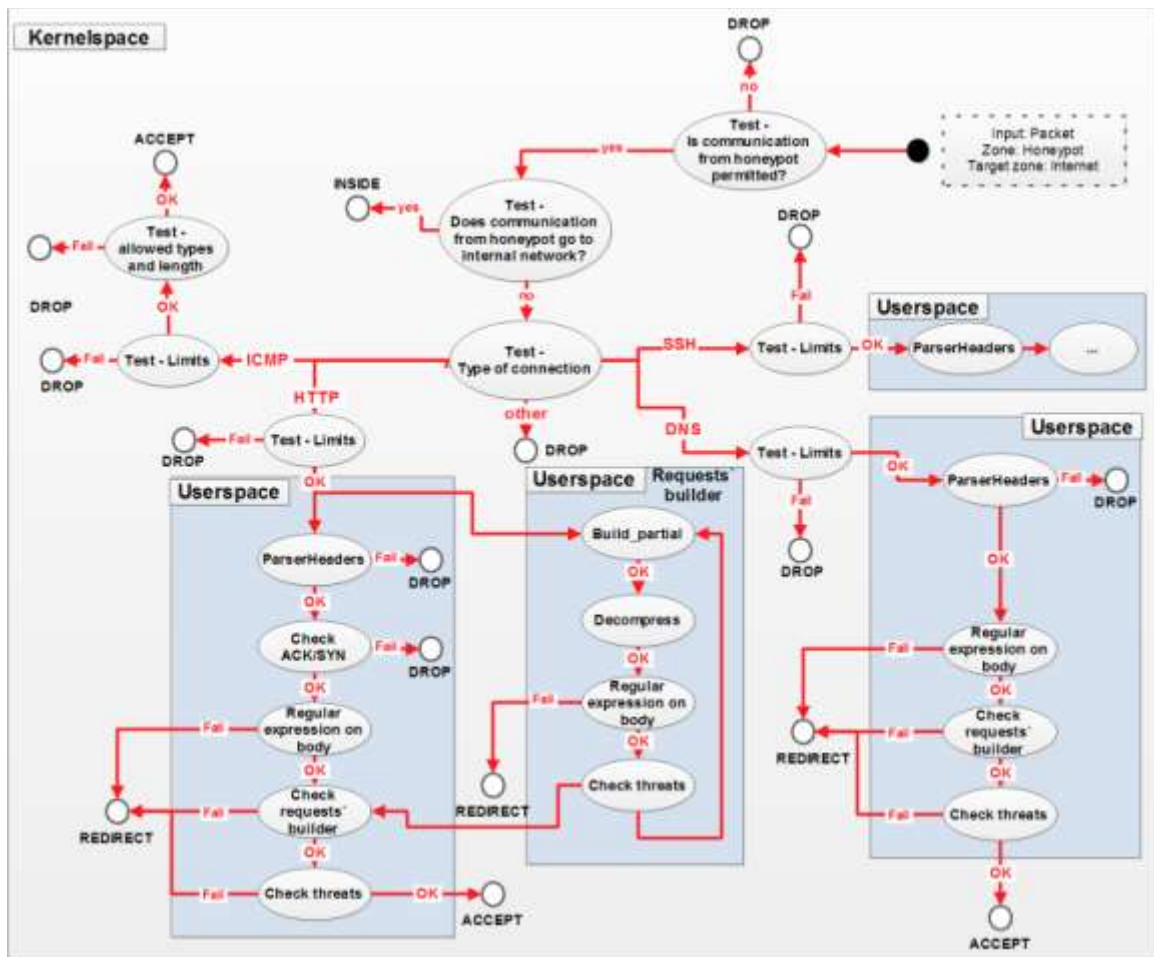 Kernelspace
DROP
no
Test -
Is communication
from honeypot
permitted?
Input: Packet
Zone: Honeypot
Target zone: Internet
yes
ACCEPT
OK
Test -
allowed types
and length
Fail
DROP
OK
INSIDE
yes
Test -
Does communication
from honeypot go to
internal network?
no
DROP
Fail
Test - Limits
Fail
DROP
ICMP
Test -
Type of connection
SSH
Test - Limits
OK
Userspace
ParserHeaders
...
HTTP
other
DROP
DNS
Test - Limits
Fail
DROP
OK
Test - Limits
Fail
DROP
OK
Userspace
ParserHeaders
Fail
DROP
OK
Regular
expression on
body
Fail
OK
Check
requests`
builder
Fail
REDIRECT
OK
Check threats
Fail
OK
ACCEPT
Userspace
Requests`
builder
Build_partial
OK
Decompress
OK
Regular
expression on
body
Fail
REDIRECT
OK
Check threats
Userspace
ParserHeaders
Fail
DROP
OK
Check
ACK/SYN
Fail
DROP
OK
Regular
expression on
body
Fail
OK
Check
requests`
builder
Fail
REDIRECT
OK
Check threats
Fail
OK
ACCEPT